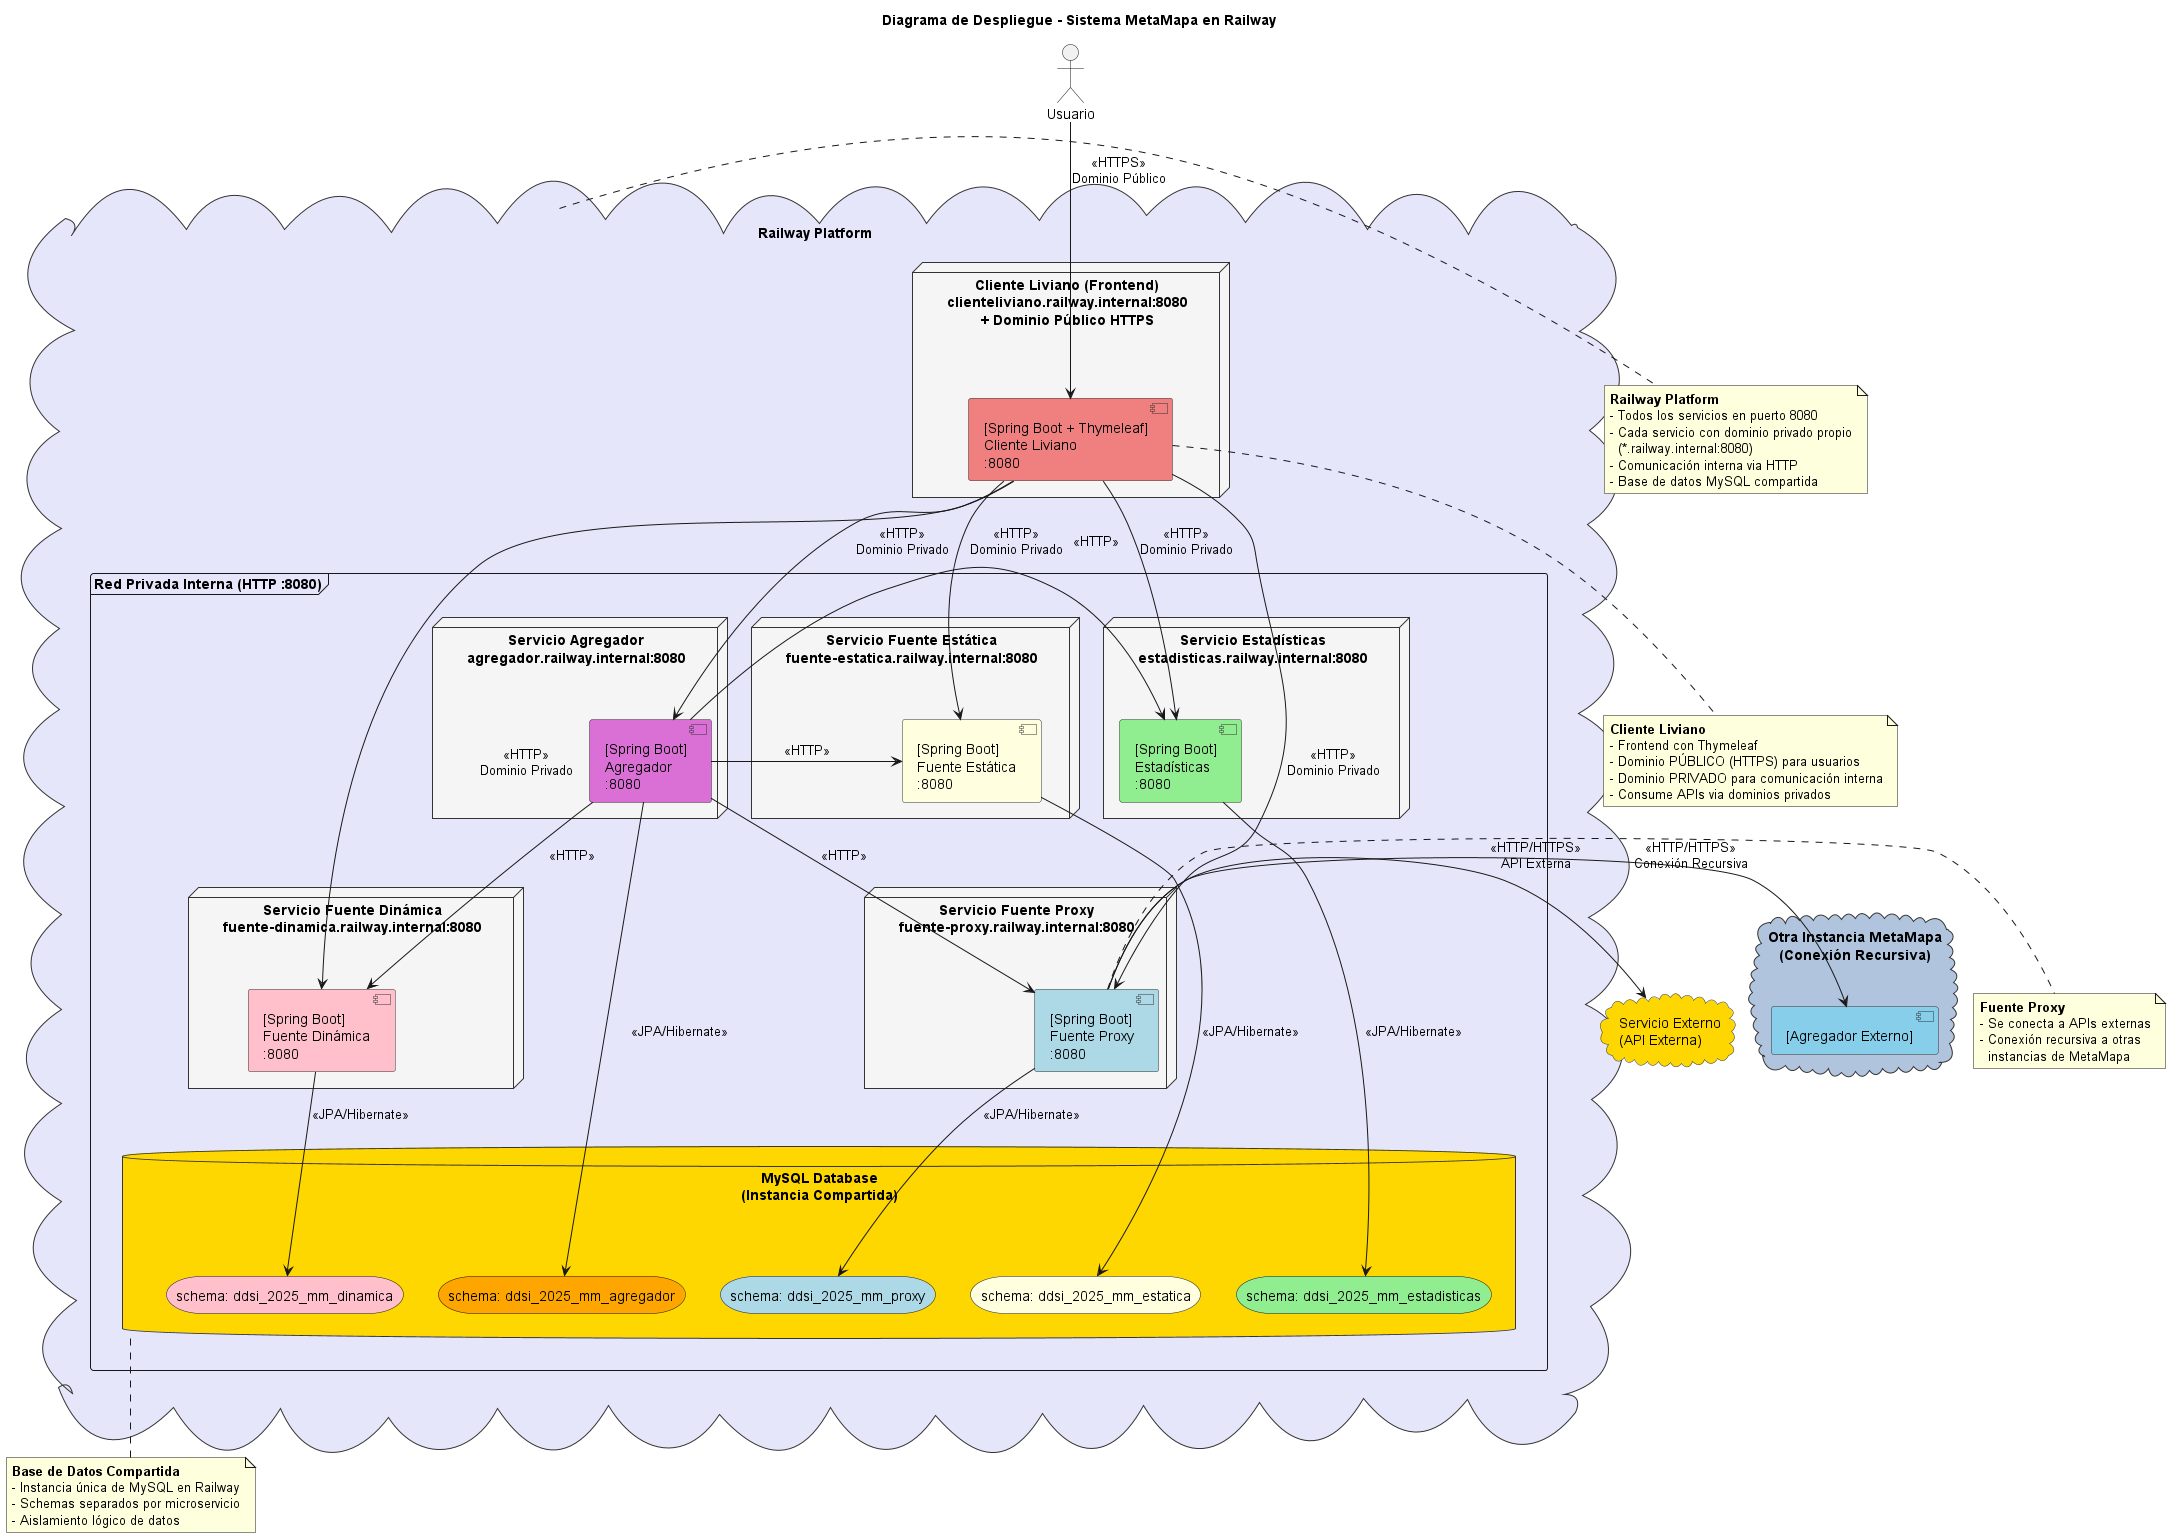 Diagrama de Despliegue - Sistema MetaMapa en Railway
Usuario
«HTTPS»
Dominio Público
Railway Platform
Cliente Liviano (Frontend)
clienteliviano.railway.internal:8080
+ Dominio Público HTTPS
[Spring Boot + Thymeleaf]
Cliente Liviano
:8080
Railway Platform
- Todos los servicios en puerto 8080
- Cada servicio con dominio privado propio
(*.railway.internal:8080)
- Comunicación interna via HTTP
- Base de datos MySQL compartida
«HTTP»
Dominio Privado
«HTTP»
Dominio Privado
«HTTP»
«HTTP»
Dominio Privado
Red Privada Interna (HTTP :8080)
Servicio Agregador
agregador.railway.internal:8080
Servicio Fuente Estática
fuente-estatica.railway.internal:8080
Servicio Estadísticas
estadisticas.railway.internal:8080
«HTTP»
Dominio Privado
[Spring Boot]
Agregador
:8080
«HTTP»
[Spring Boot]
Fuente Estática
:8080
[Spring Boot]
Estadísticas
:8080
«HTTP»
Dominio Privado
Cliente Liviano
- Frontend con Thymeleaf
- Dominio PÚBLICO (HTTPS) para usuarios
- Dominio PRIVADO para comunicación interna
- Consume APIs via dominios privados
«HTTP»
«HTTP»
«HTTP/HTTPS»
API Externa
«HTTP/HTTPS»
Conexión Recursiva
Servicio Fuente Dinámica
fuente-dinamica.railway.internal:8080
Servicio Fuente Proxy
fuente-proxy.railway.internal:8080
Otra Instancia MetaMapa
(Conexión Recursiva)
[Spring Boot]
Fuente Dinámica
:8080
«JPA/Hibernate»
[Spring Boot]
Fuente Proxy
:8080
«JPA/Hibernate»
«JPA/Hibernate»
Servicio Externo
(API Externa)
[Agregador Externo]
Fuente Proxy
- Se conecta a APIs externas
- Conexión recursiva a otras
instancias de MetaMapa
«JPA/Hibernate»
«JPA/Hibernate»
MySQL Database
(Instancia Compartida)
schema: ddsi_2025_mm_dinamica
schema: ddsi_2025_mm_agregador
schema: ddsi_2025_mm_proxy
schema: ddsi_2025_mm_estatica
schema: ddsi_2025_mm_estadisticas
Base de Datos Compartida
- Instancia única de MySQL en Railway
- Schemas separados por microservicio
- Aislamiento lógico de datos